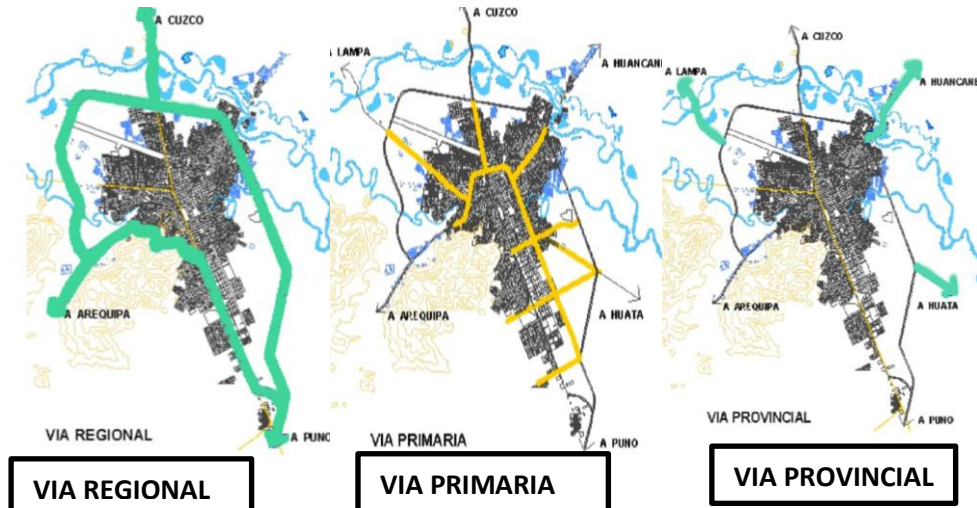 A CUZCO
A AREQUIPA
A PUNO
VIA REGIONAL
VIA REGIONAL
A CUZCO
A LAMPA
A HUANCANE
A AREQUIPA
A HUATA
VIA PRIMARIA
A PUNO
VIA PRIMARIA
A CUZCO
A LAMPA
A HUANCANE
A AREQUIPA
A HUATA
VIA PROVINCIAL
A PUNO
VIA PROVINCIAL